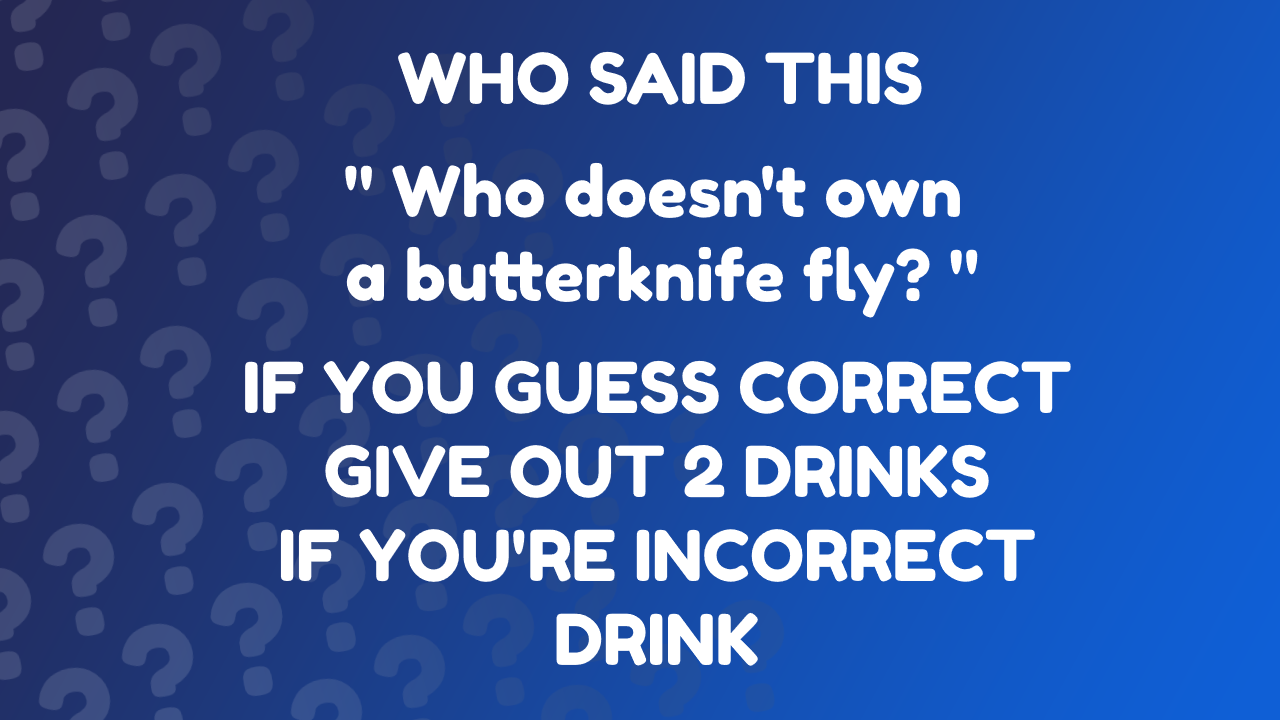 WHO SAID THIS
" Who doesn't own
a butterknife fly? "
IF YOU GUESS CORRECT
GIVE OUT 2 DRINKS
IF YOU'RE INCORRECT
DRINK